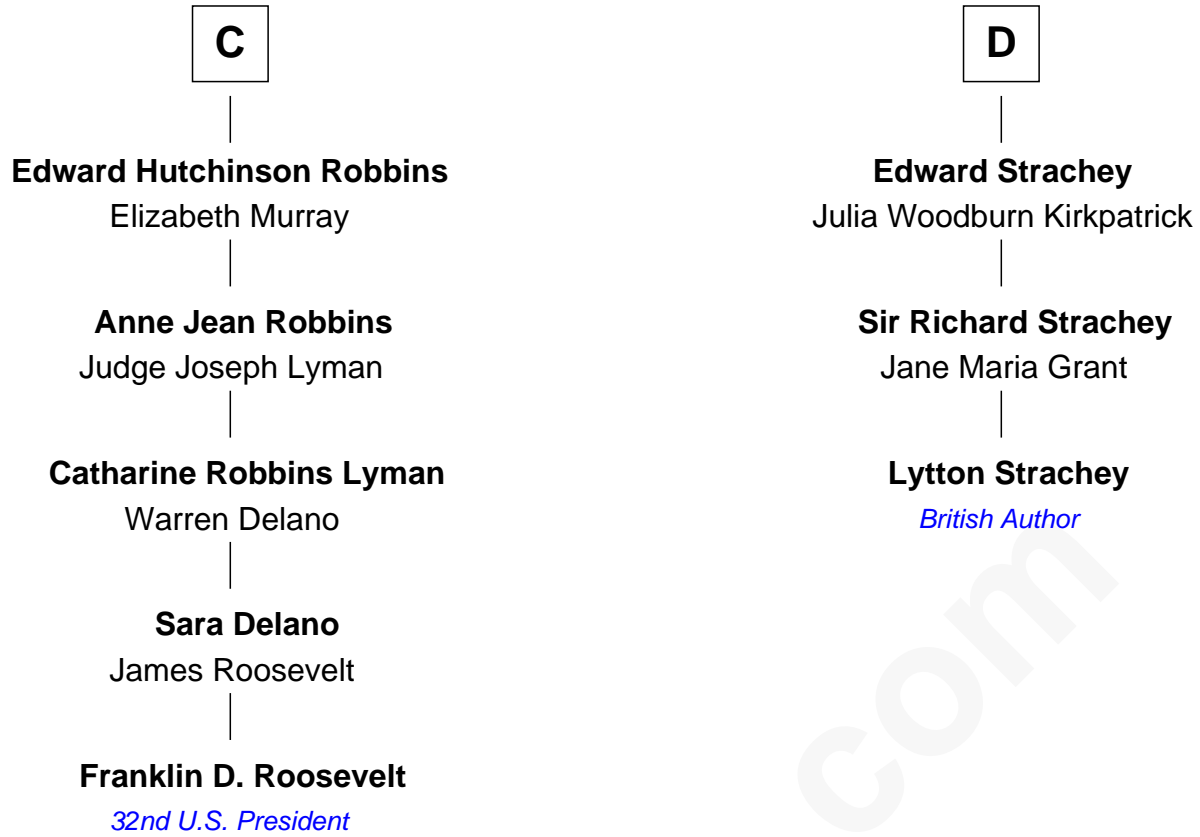 C
Edward Hutchinson Robbins
Elizabeth Murray
Anne Jean Robbins
Judge Joseph Lyman
Catharine Robbins Lyman
Warren Delano
Sara Delano
James Roosevelt
Franklin D. Roosevelt
32nd U.S. President
D
Edward Strachey
Julia Woodburn Kirkpatrick
Sir Richard Strachey
Jane Maria Grant
Lytton Strachey
British Author
com